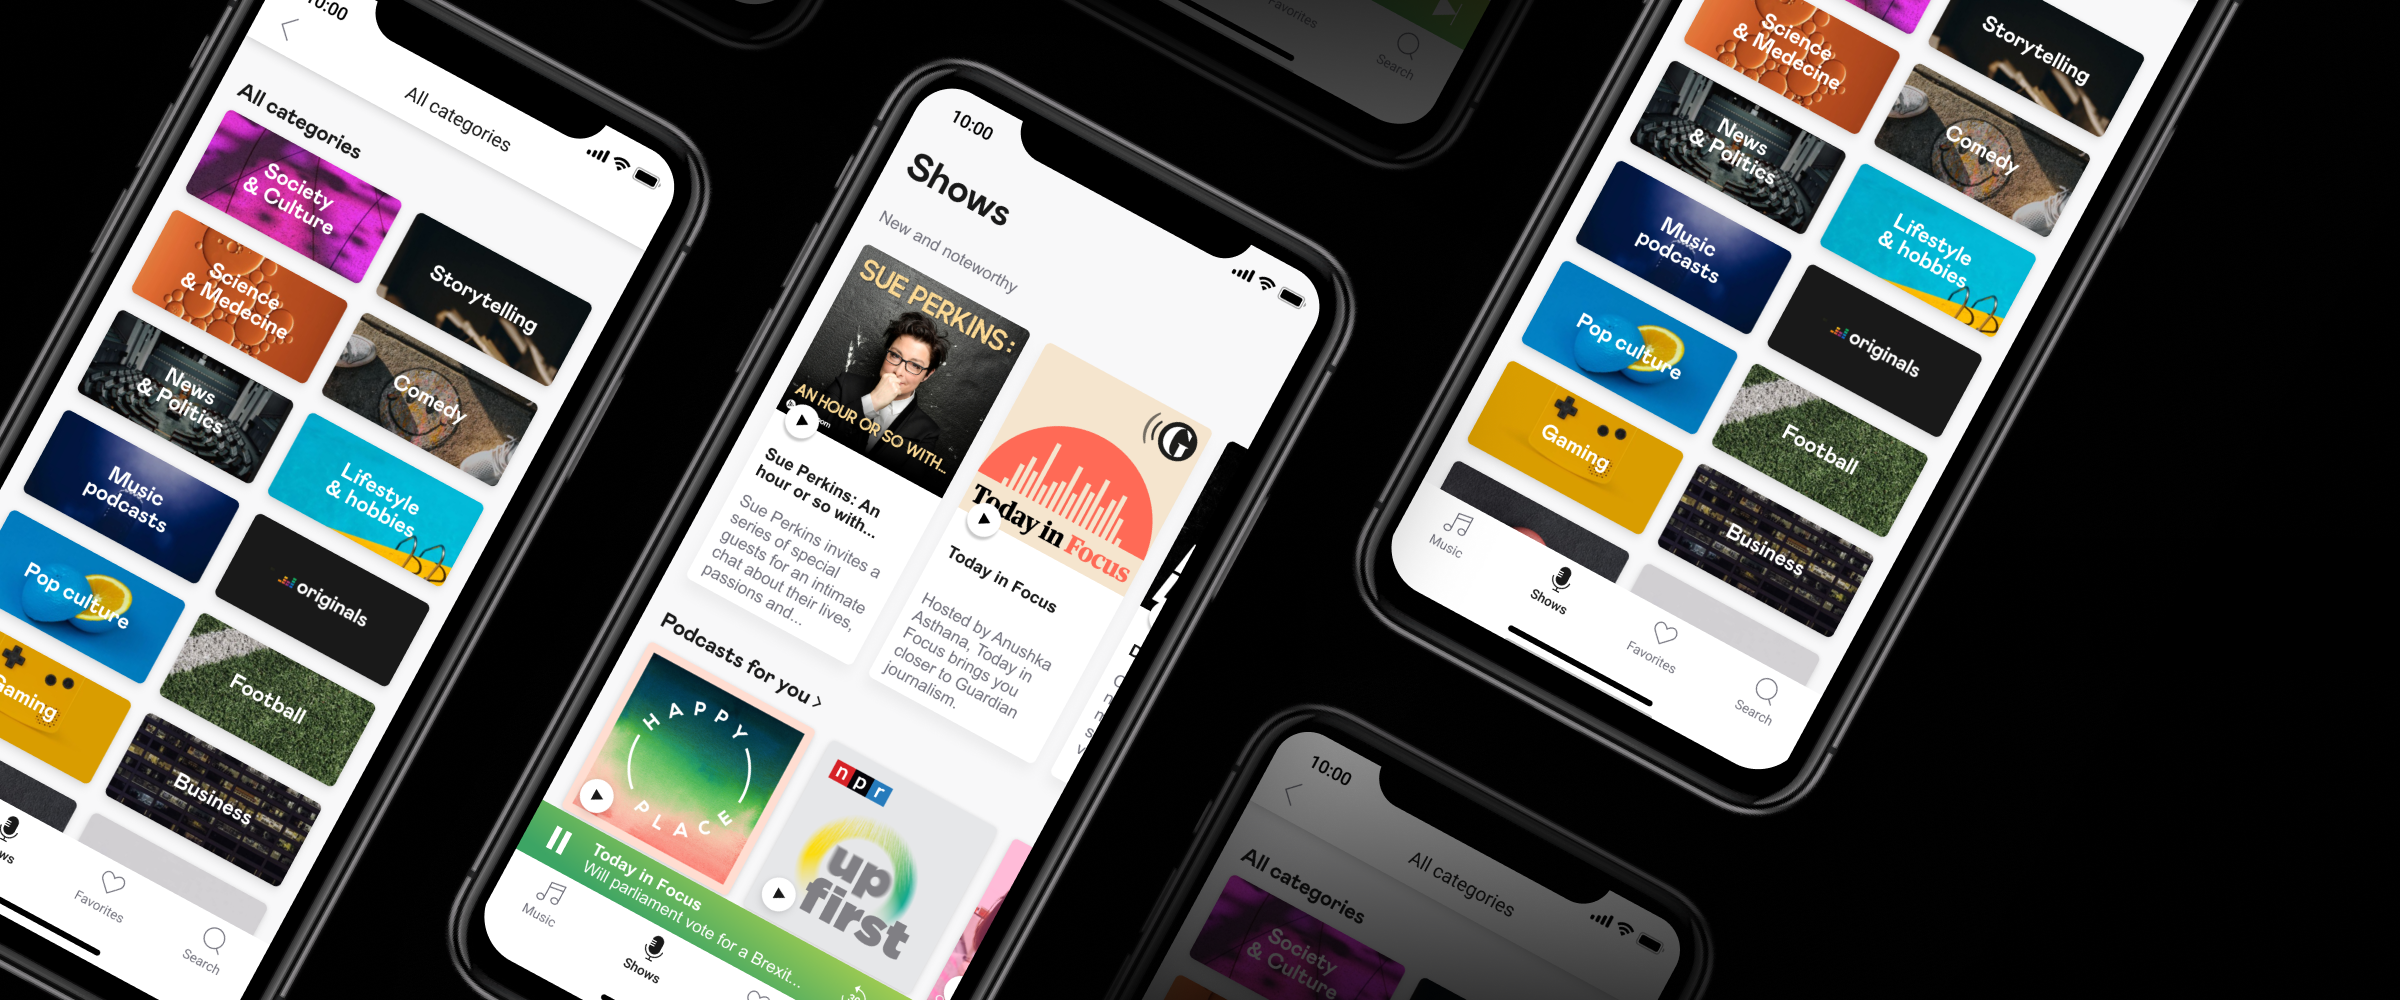 10:00
All categories
All categories
Society
& Culture
Storytelling
Science
& Medecine
Comedy
News
& Politics
Lifestyle
& hobbies
Music
podcasts
originals
Pop culture
Football
Gaming
Business
Favorites
Search
10:00
Shows
New and noteworthy
SUE PERKINS:
AN HOUR OR SO WITH...
Sue Perkins: An
hour or so with...
Sue Perkins invites a
series of special
guests for an intimate
chat about their lives,
passions and...
G
Today in Focus
Today in Focus
Hosted by Anushka
Asthana, Today in
Focus brings you
closer to Guardian
journalism.
Podcasts for you >
HAPPY
PLACE
npr
up
first
Today in Focus
Will parliament vote for a Brexit...
Music
Shows
Favorites
Search
Science
& Medecine
Storytelling
News
& Politics
Comedy
Music
podcasts
Lifestyle
& hobbies
Pop culture
originals
Gaming
Football
Business
Music
Shows
Favorites
Search
10:00
All categories
All categories
Society
& Culture